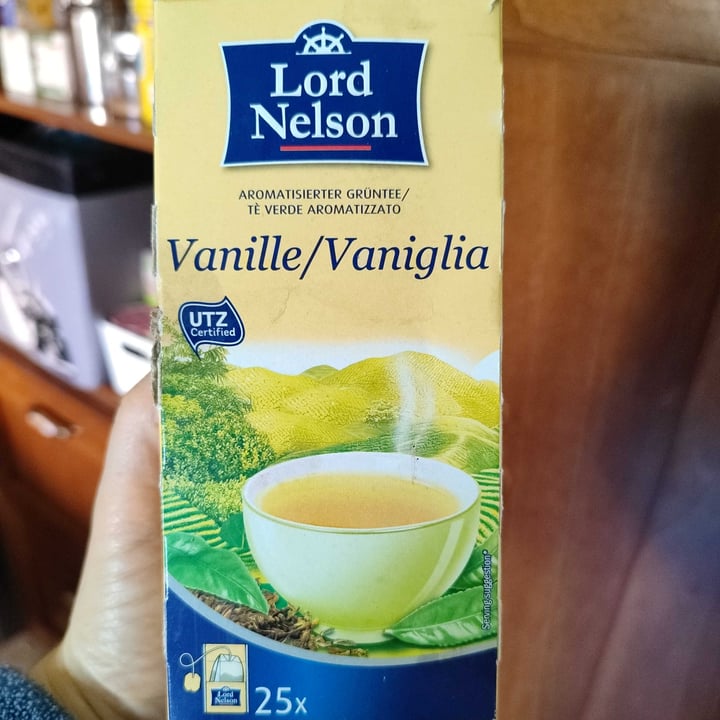 Lord
Nelson
AROMATISIERTER GRÜNTEE/
TÈ VERDE AROMATIZZATO
Vanille/Vaniglia
UTZ
Certified
Serving suggestion*
Lord
Nelson
25x